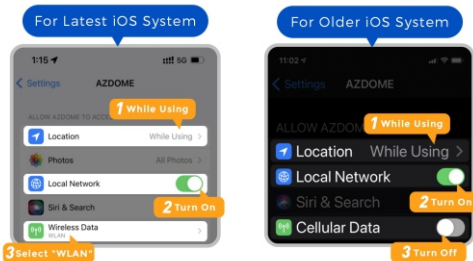 For Latest iOS System
1:15
5G
Settings
AZDOME
ALLOW AZDOME TO ACCE
1 While Using
Location
While Using
Photos
All Photos
Local Network
Siri & Search
2 Turn On
Wireless Data
WLAN
3 Select "WLAN"
For Older iOS System
11:02
Settings
AZDOME
ALLOW AZDOM
1 While Using
Location
While Using
Local Network
Siri & Search
2 Turn On
Cellular Data
3 Turn Off